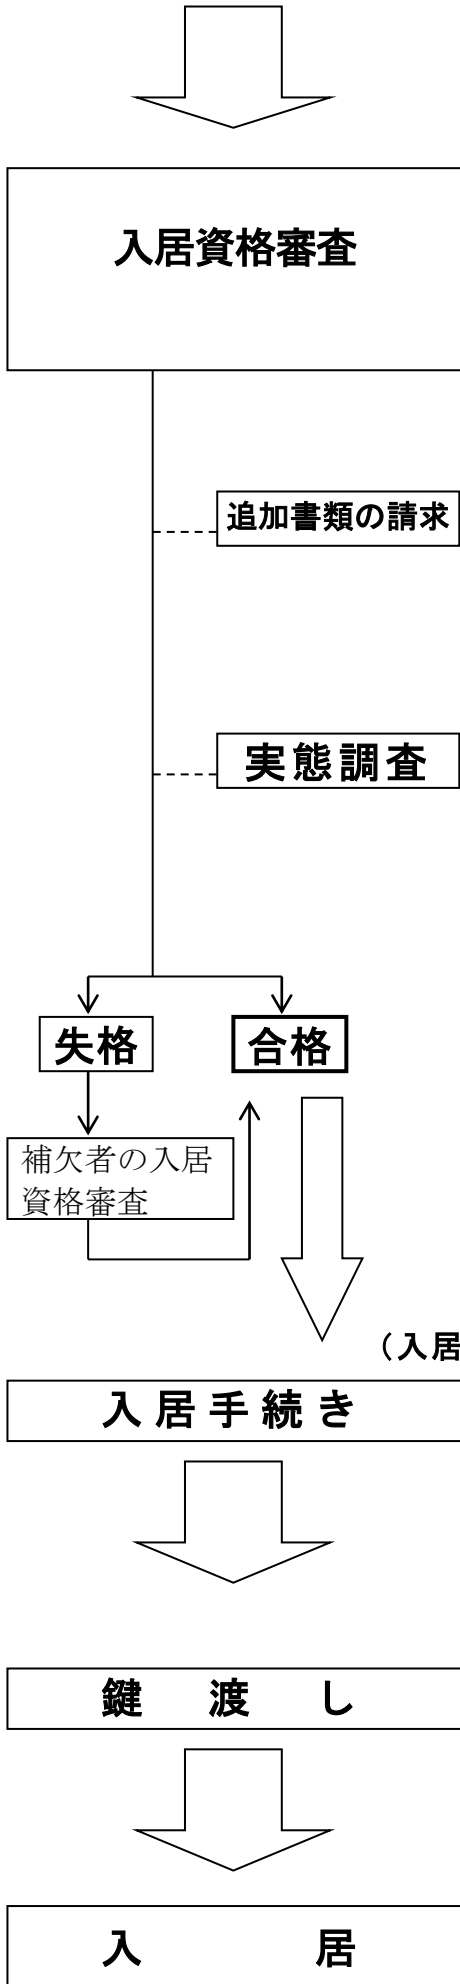 入居資格審査
追加書類の請求
実態調査
失格
合格
補欠者の入居
資格審査
（入居
入居手続き
鍵渡し
入居